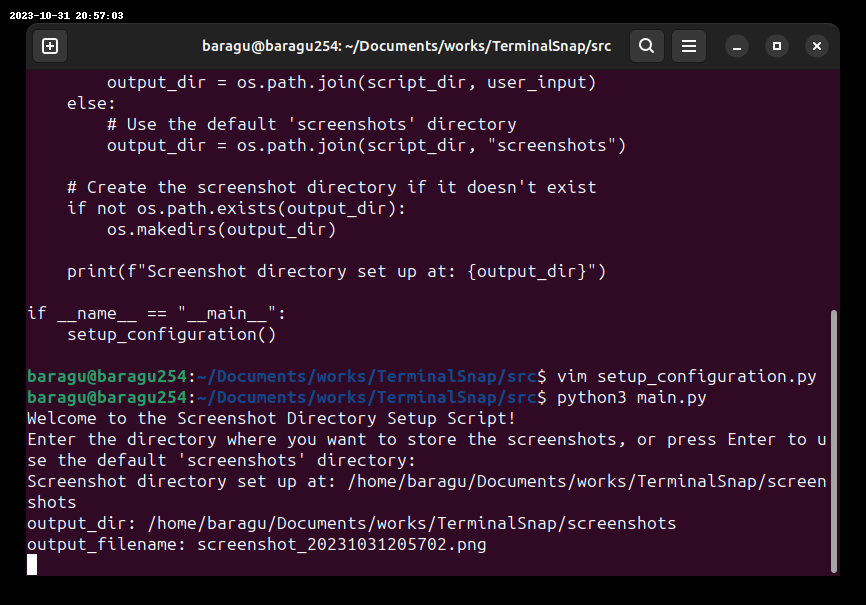 2023-10-31 20:57:03
baragu@baragu254: ~/Documents/works/TerminalSnap/src
        output_dir = os.path.join(script_dir, user_input)
    else:
        # Use the default 'screenshots' directory
        output_dir = os.path.join(script_dir, "screenshots")
    # Create the screenshot directory if it doesn't exist
    if not os.path.exists(output_dir):
        os.makedirs(output_dir)
    print(f"Screenshot directory set up at: {output_dir}")
if __name__ == "__main__":
    setup_configuration()
baragu@baragu254:~/Documents/works/TerminalSnap/src$ vim setup_configuration.py
baragu@baragu254:~/Documents/works/TerminalSnap/src$ python3 main.py
Welcome to the Screenshot Directory Setup Script!
Enter the directory where you want to store the screenshots, or press Enter to u
se the default 'screenshots' directory:
Screenshot directory set up at: /home/baragu/Documents/works/TerminalSnap/screen
shots
output_dir: /home/baragu/Documents/works/TerminalSnap/screenshots
output_filename: screenshot_20231031205702.png